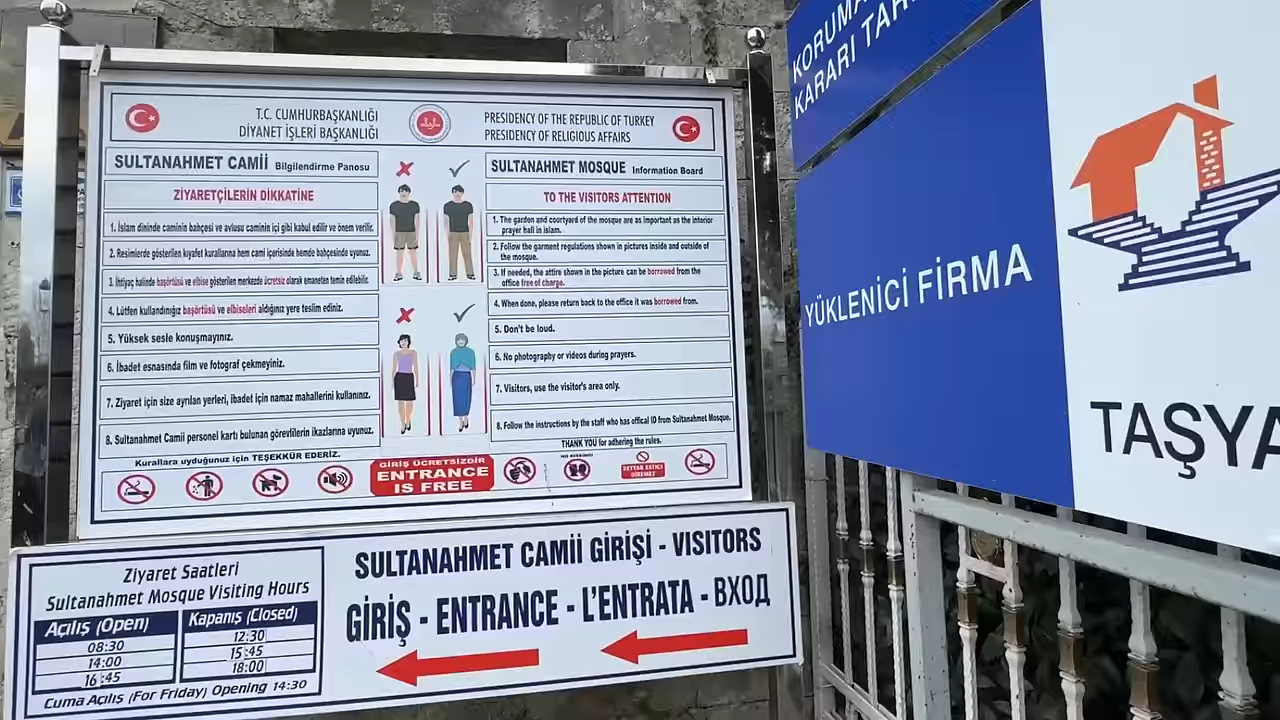 T.C. CUMHURBAŞKANLIĞI
DİYANET İŞLERİ BAŞKANLIĞI
PRESIDENCY OF THE REPUBLIC OF TURKEY
PRESIDENCY OF RELIGIOUS AFFAIRS
SULTANAHMET CAMİİ Bilgilendirme Panosu
ZİYARETÇİLERİN DİKKATİNE
1. İslam dininde caminin bahçesi ve avlusu caminin içi gibi kabul edilir ve önem verilir.
2. Resimlerde gösterilen kıyafet kurallarına hem cami içerisinde hemde bahçesinde uyunuz.
3. İhtiyaç halinde başörtüsü ve elbise gösterilen merkezde ücretsiz olarak emaneten temin edilebilir.
4. Lütfen kullandığınız başörtüsü ve elbiseleri aldığınız yere teslim ediniz.
5. Yüksek sesle konuşmayınız.
6. İbadet esnasında film ve fotograf çekmeyiniz.
7. Ziyaret için size ayrılan yerleri, ibadet için namaz mahallerini kullanınız.
8. Sultanahmet Camii personel kartı bulunan görevlilerin ikazlarına uyunuz.
Kurallara uyduğunuz için TEŞEKKÜR EDERİZ.
SULTANAHMET MOSQUE Information Board
TO THE VISITORS ATTENTION
1. The garden and courtyard of the mosque are as important as the interior
prayer hall in islam.
2. Follow the garment regulations shown in pictures inside and outside of
the mosque.
3. If needed, the attire shown in the picture can be borrowed from the
office free of charge.
4. When done, please return back to the office it was borrowed from.
5. Don't be loud.
6. No photography or videos during prayers.
7. Visitors, use the visitor's area only.
8. Follow the instructions by the staff who has offical ID from Sultanahmet Mosque.
THANK YOU for adhering the rules.
GİRİŞ ÜCRETSİZDİR
ENTRANCE
IS FREE
NO KISSING!
SEYYAR SATICI
GİREMEZ
Ziyaret Saatleri
Sultanahmet Mosque Visiting Hours
Açılış (Open)
Kapanış (Closed)
08:30
12:30
14:00
15:45
16:45
18:00
Cuma Açılış (For Friday) Opening 14:30
SULTANAHMET CAMİİ GİRİŞİ - VISITORS
GİRİŞ - ENTRANCE - L'ENTRATA - ВХОД
KORUMA
KARARI TARİ
YÜKLENİCİ FİRMA
TAŞYA